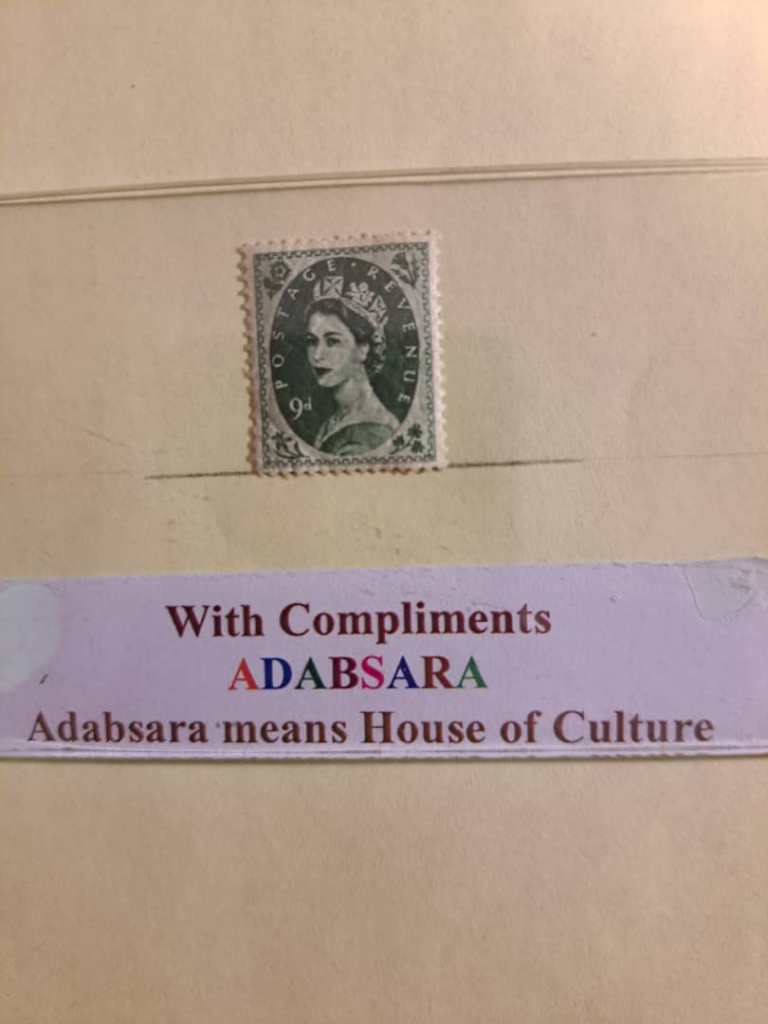 POSTAGE · REVENUE
9d
With Compliments
ADABSARA
Adabsara means House of Culture